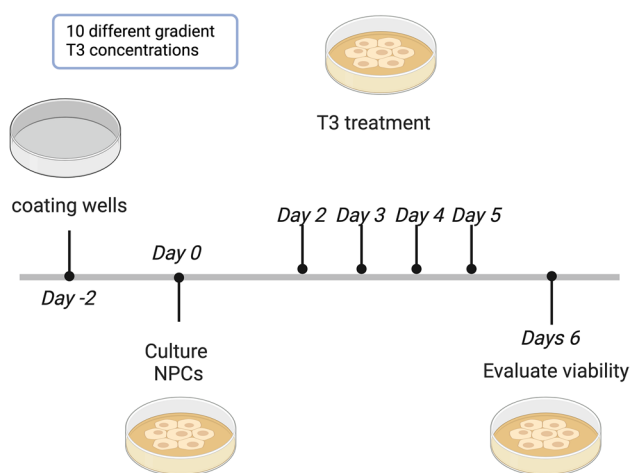 10 different gradient
T3 concentrations
T3 treatment
coating wells
Day 2 Day 3 Day 4 Day 5
Day 0
Day -2
Days 6
Culture
NPCs
Evaluate viability